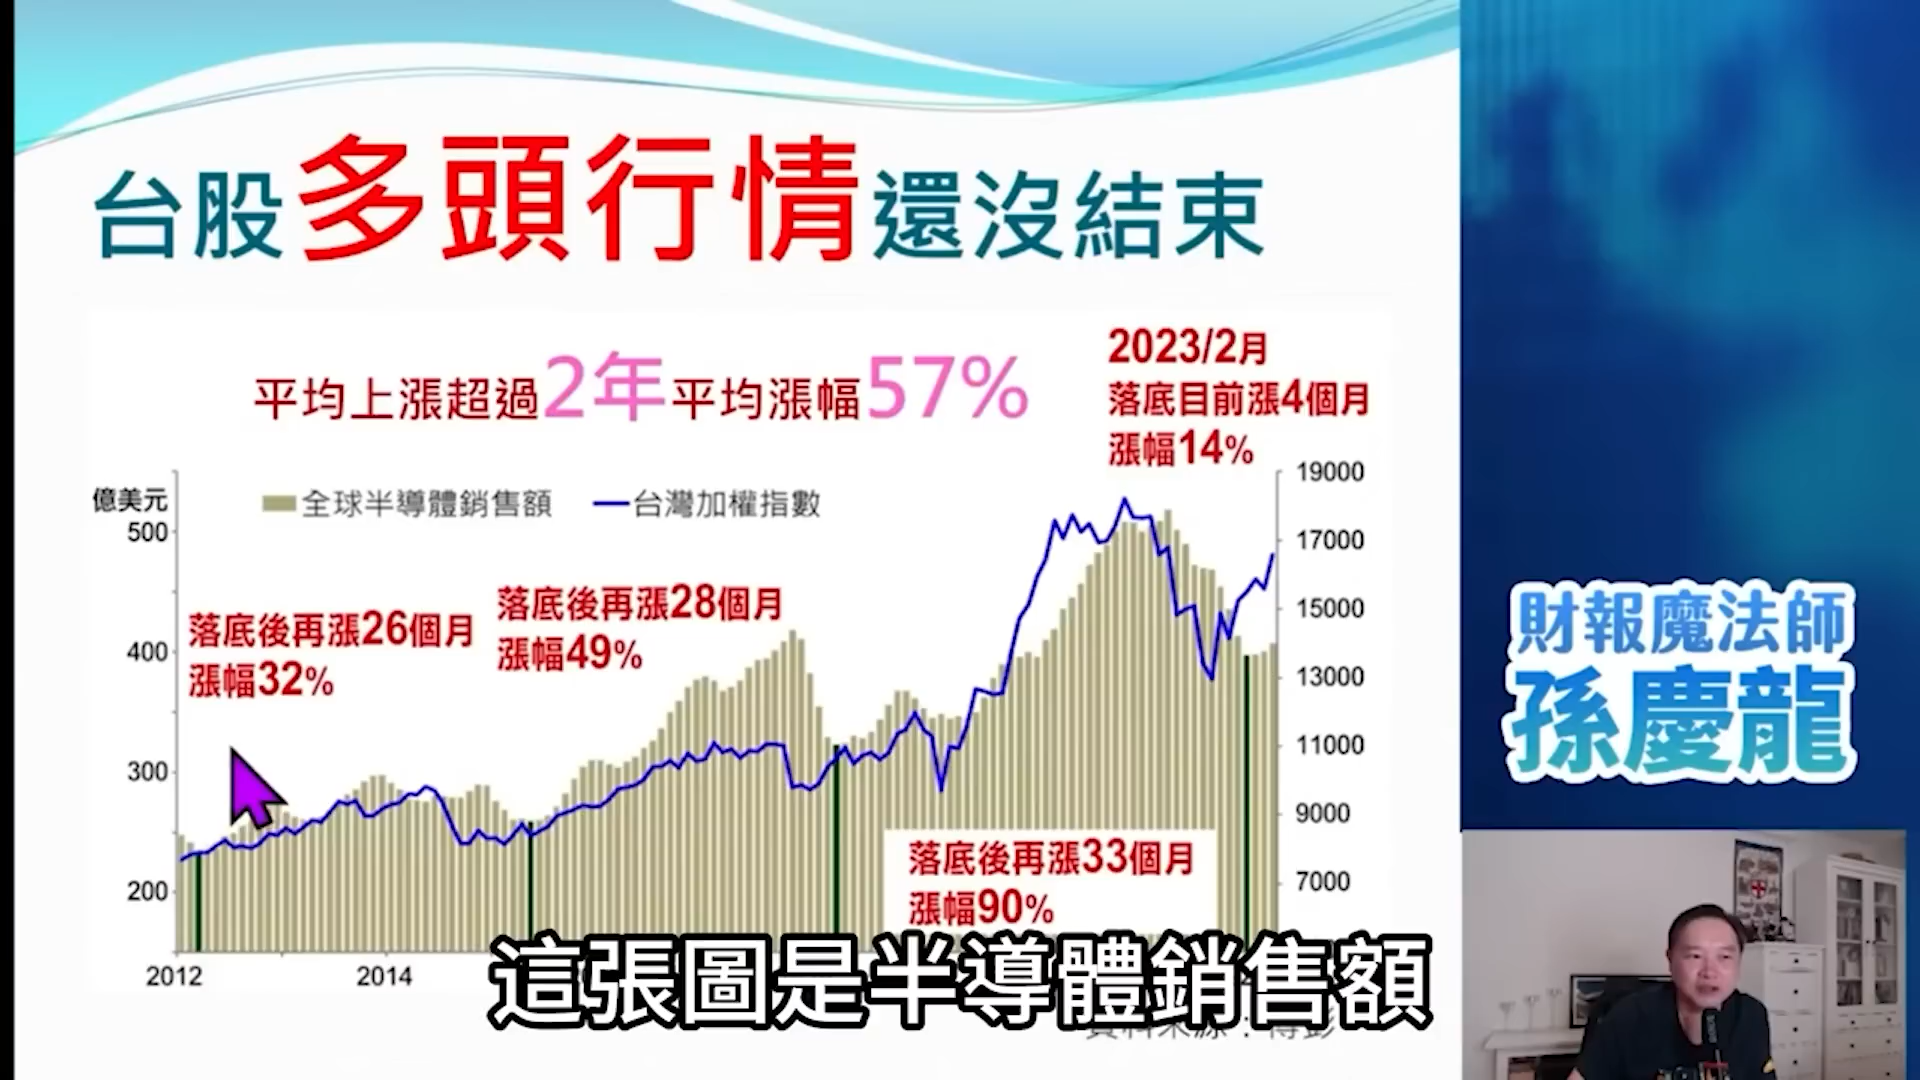 台股多頭行情還沒結束
平均上漲超過2年平均漲幅57%
2023/2月
落底目前漲4個月
漲幅14%
億美元
全球半導體銷售額
台灣加權指數
落底後再漲26個月
漲幅32%
落底後再漲28個月
漲幅49%
落底後再漲33個月
漲幅90%
500
400
300
200
19000
17000
15000
13000
11000
9000
7000
2012
2014
這張圖是半導體銷售額
財報魔法師
孫慶龍